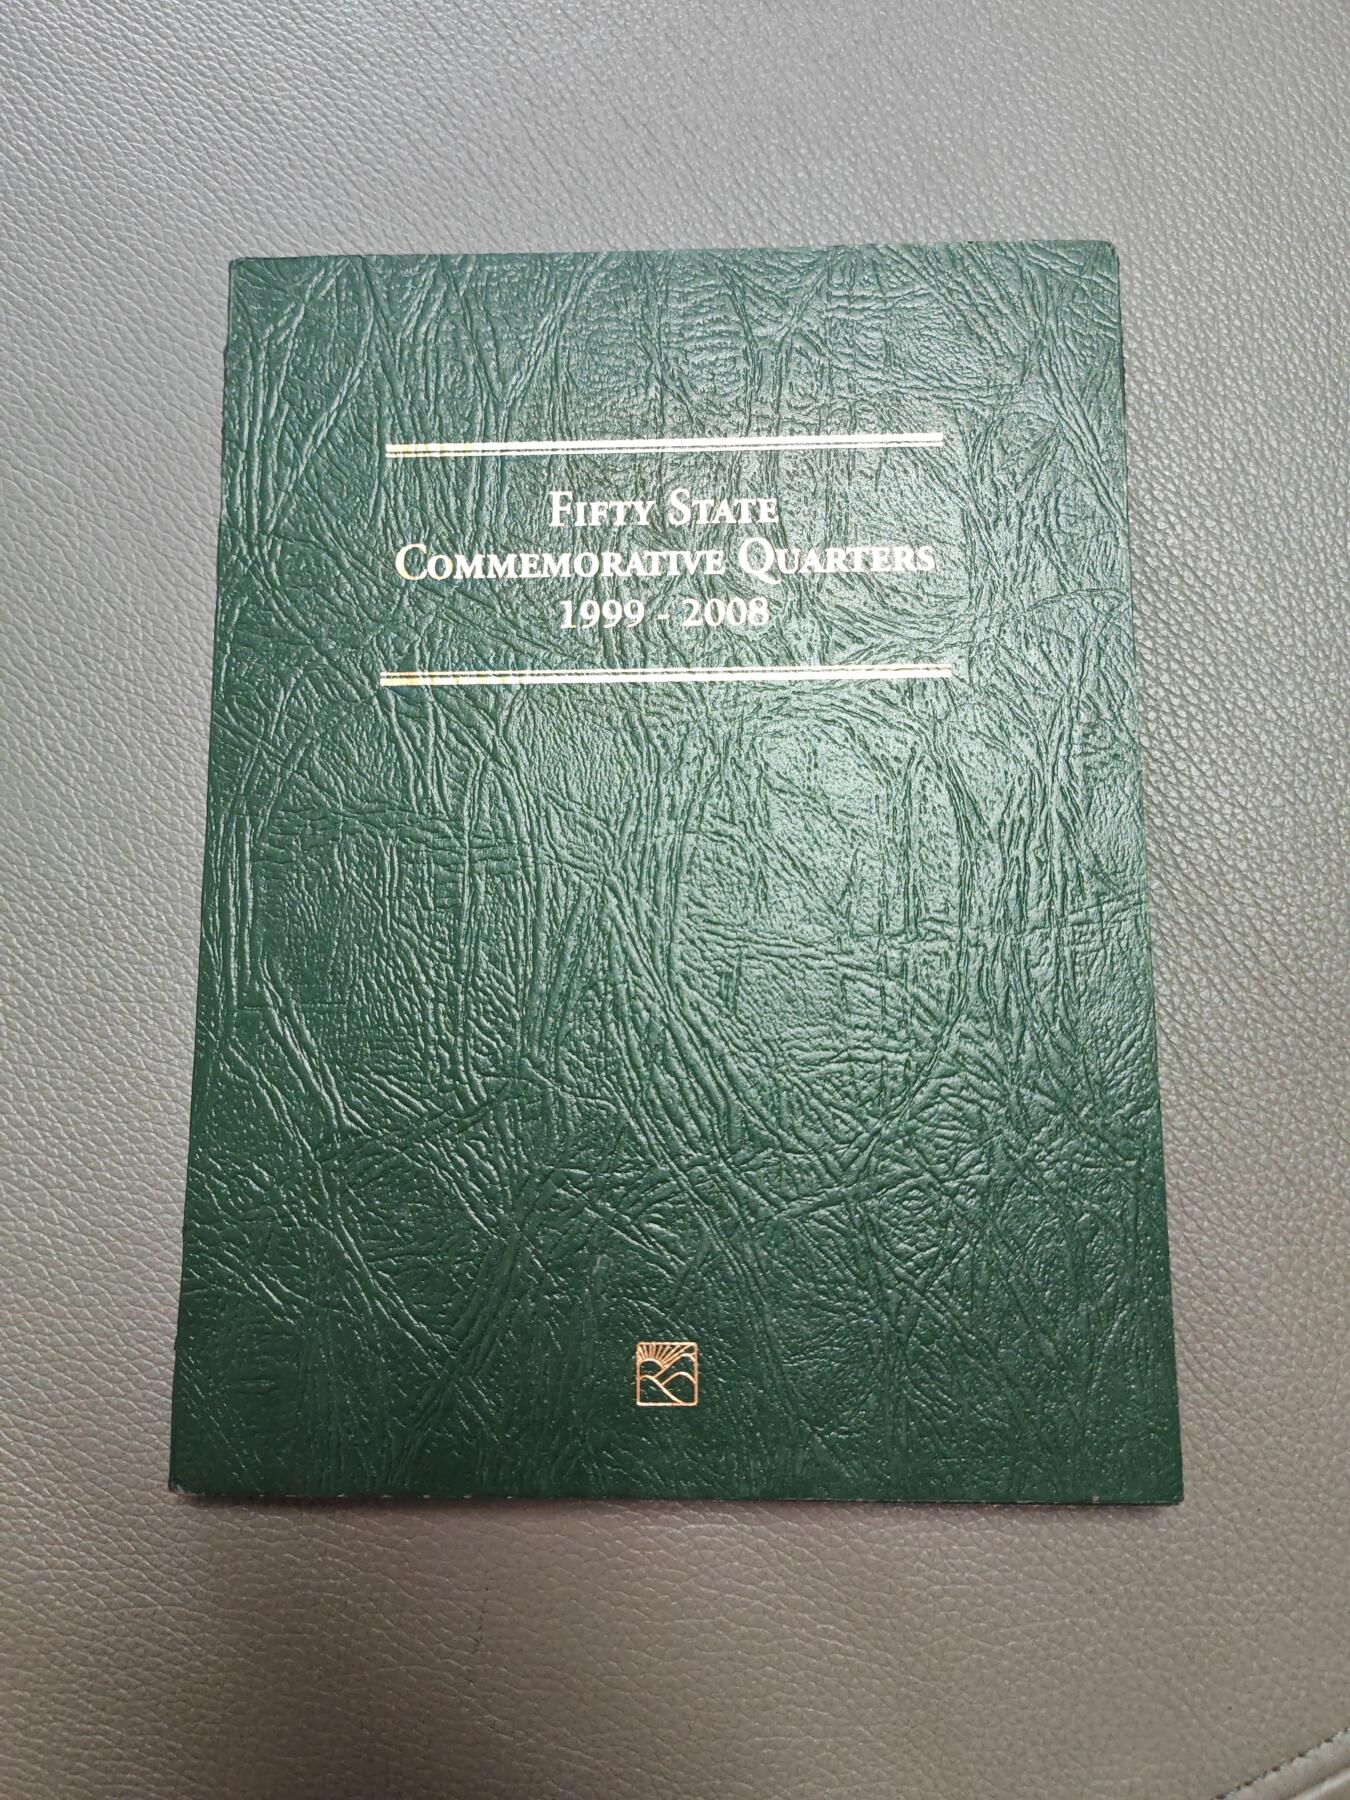 Fifty State
Commemorative Quarters
1999 - 2008